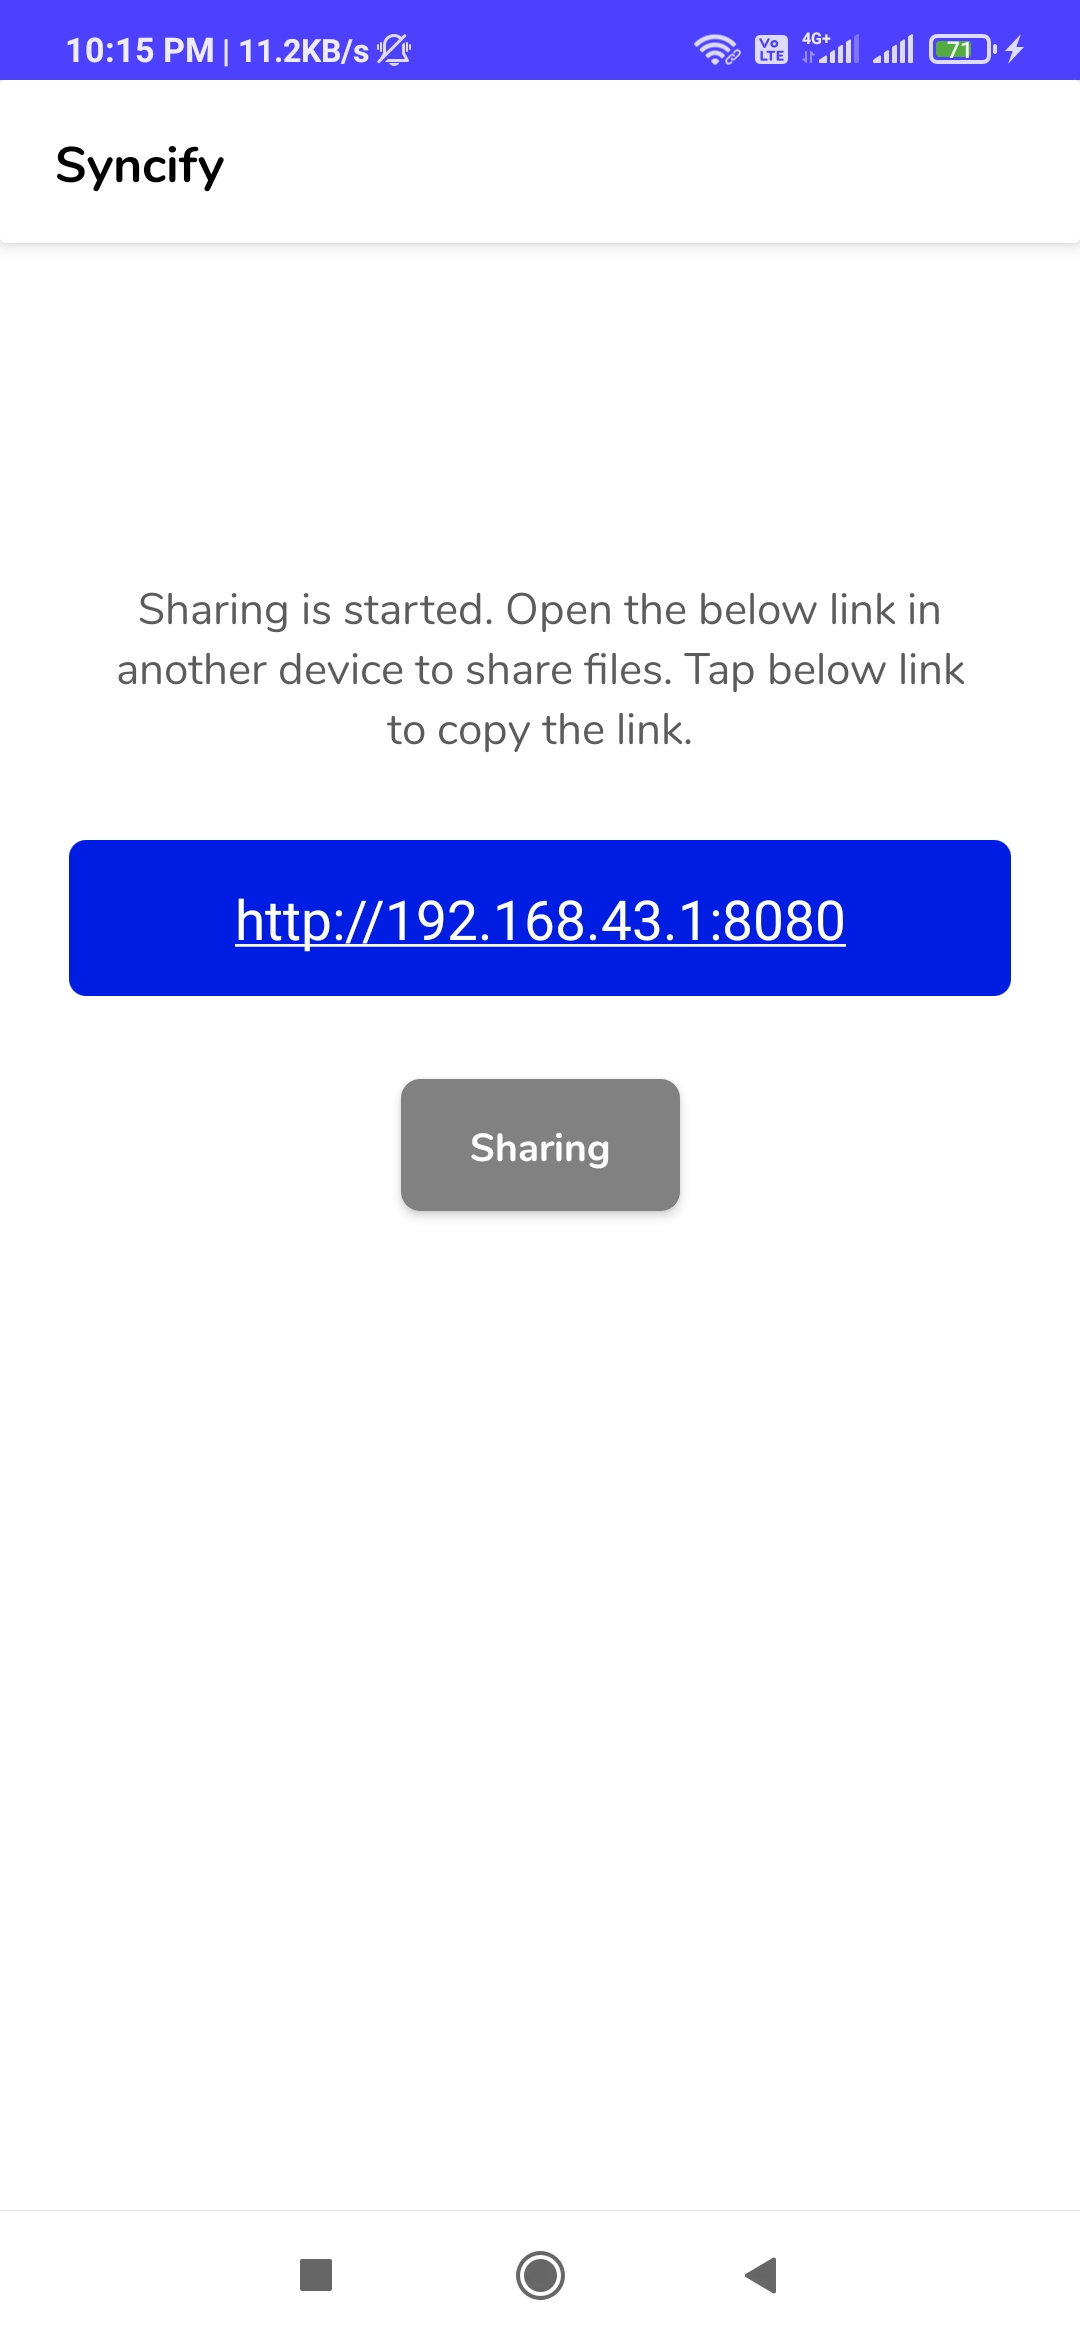 10:15 PM | 11.2KB/s Vo LTE 4G+ 71
Syncify
Sharing is started. Open the below link in
another device to share files. Tap below link
to copy the link.
http://192.168.43.1:8080
Sharing